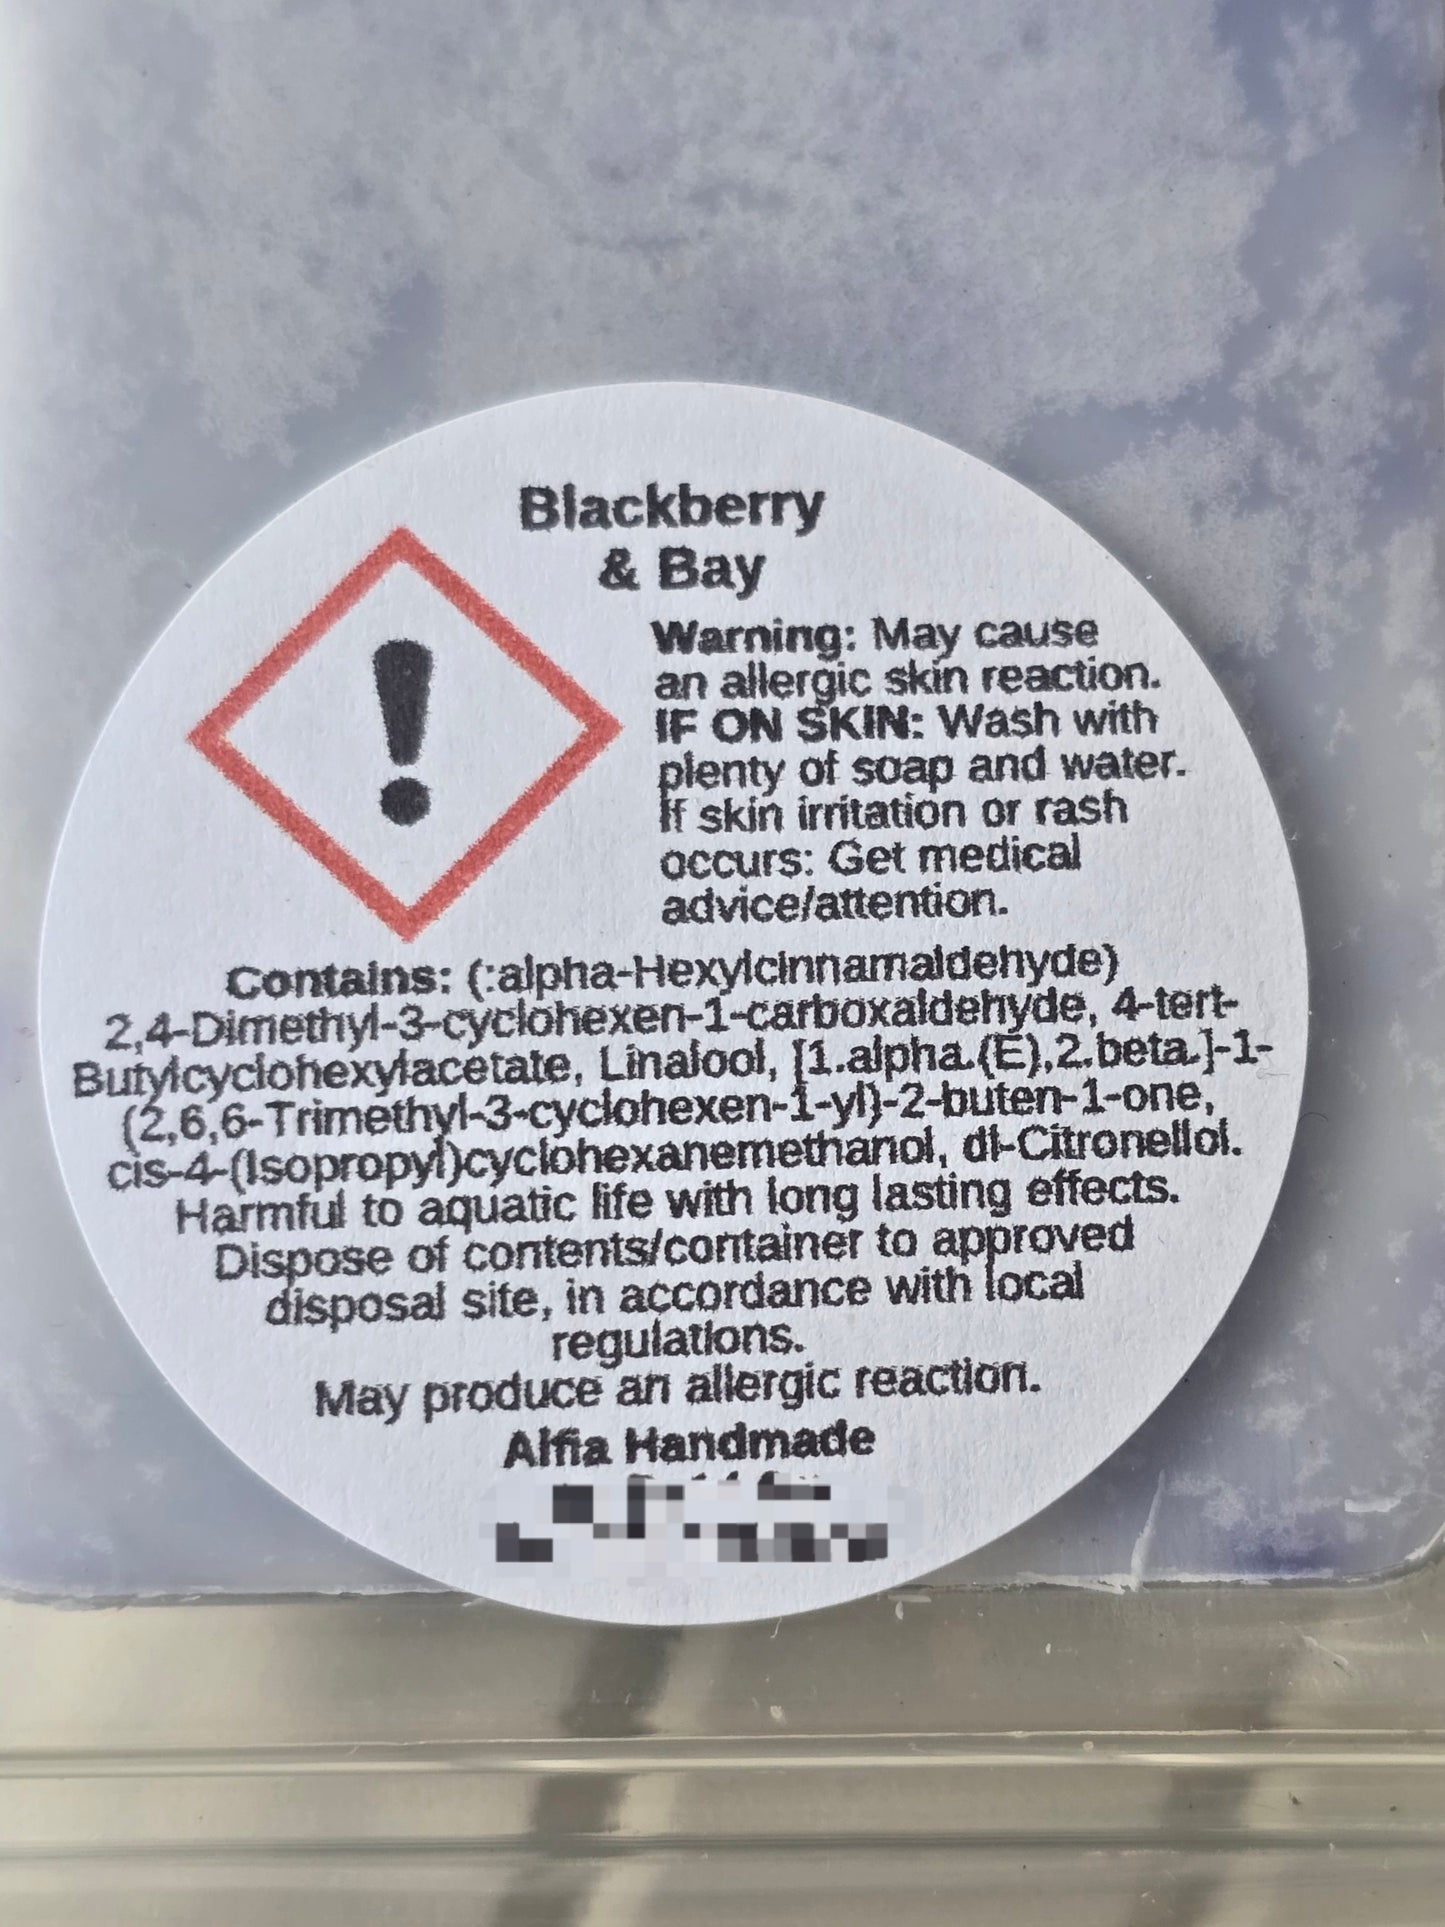 Blackberry
& Bay
Warning: May cause
an allergic skin reaction.
IF ON SKIN: Wash with
plenty of soap and water.
If skin irritation or rash
occurs: Get medical
advice/attention.
Contains: (:alpha-Hexylcinnamaldehyde)
2,4-Dimethyl-3-cyclohexen-1-carboxaldehyde, 4-tert-
Butylcyclohexylacetate, Linalool, [1.alpha.(E),2.beta.]-1-
(2,6,6-Trimethyl-3-cyclohexen-1-yl)-2-buten-1-one,
cis-4-(Isopropyl)cyclohexanemethanol, dl-Citronellol.
Harmful to aquatic life with long lasting effects.
Dispose of contents/container to approved
disposal site, in accordance with local
regulations.
May produce an allergic reaction.
Alfia Handmade